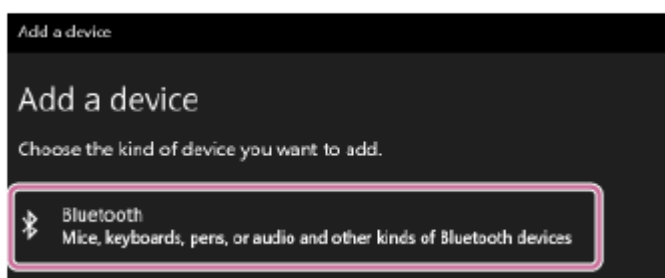 Add a device
Add a device
Choose the kind of device you want to add.
Bluetooth
Mice, keyboards, pens, or audio and other kinds of Bluetooth devices